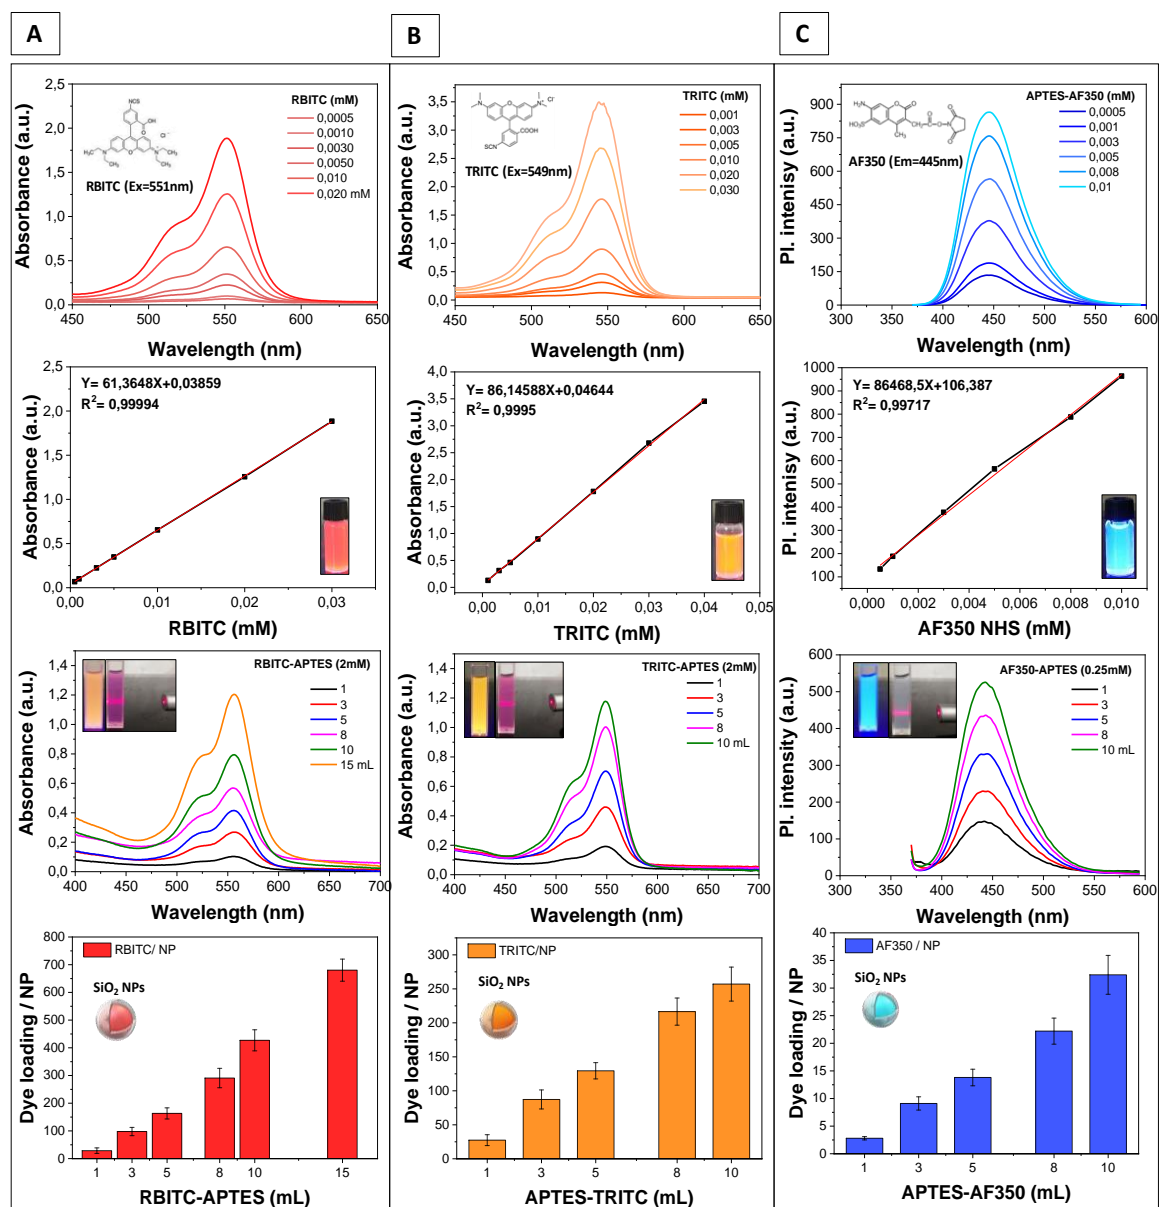 A
B
C
2,5
2,0
1,5
1,0
0,5
0,0
Absorbance (a.u.)
450 500 550 600 650
Wavelength (nm)
NCS
OH
O
Cl
N
O
N
RBITC (Ex=551nm)
RBITC (mM)
0,0005
0,0010
0,0030
0,0050
0,010
0,020 mM
3,5
3,0
2,5
2,0
1,5
1,0
0,5
0,0
Absorbance (a.u.)
450 500 550 600 650
Wavelength (nm)
N
O
N
Cl
COOH
SCN
TRITC (Ex=549nm)
TRITC (mM)
0,001
0,003
0,005
0,010
0,020
0,030
900
750
600
450
300
150
0
Pl. intenisy (a.u.)
300 350 400 450 500 550 600
Wavelength (nm)
AF350 (Em=445nm)
APTES-AF350 (mM)
0,0005
0,001
0,003
0,005
0,008
0,01
2,5
2,0
1,5
1,0
0,5
0,0
Absorbance (a.u.)
Y= 61,3648X+0,03859
R²= 0,99994
0,00 0,01 0,02 0,03
RBITC (mM)
4,0
3,5
3,0
2,5
2,0
1,5
1,0
0,5
0,0
Absorbance (a.u.)
Y= 86,14588X+0,04644
R²= 0,9995
0,00 0,01 0,02 0,03 0,04 0,05
TRITC (mM)
1000
900
800
700
600
500
400
300
200
100
Pl. intenisy (a.u.)
Y= 86468,5X+106,387
R²= 0,99717
0,000 0,002 0,004 0,006 0,008 0,010
AF350 NHS (mM)
1,4
1,2
1,0
0,8
0,6
0,4
0,2
0,0
Absorbance (a.u.)
RBITC-APTES (2mM)
1
3
5
8
10
15 mL
400 450 500 550 600 650 700
Wavelength (nm)
1,4
1,2
1,0
0,8
0,6
0,4
0,2
0,0
Absorbance (a.u.)
TRITC-APTES (2mM)
1
3
5
8
10 mL
400 450 500 550 600 650 700
Wavelength (nm)
600
500
400
300
200
100
0
Pl. intensity (a.u.)
AF350-APTES (0.25mM)
1
3
5
8
10 mL
300 350 400 450 500 550 600
Wavelength (nm)
800
700
600
500
400
300
200
100
0
Dye loading / NP
RBITC/ NP
SiO₂ NPs
1 3 5 8 10 15
RBITC-APTES (mL)
300
250
200
150
100
50
0
Dye loading / NP
TRITC/NP
SiO₂ NPs
1 3 5 8 10
APTES-TRITC (mL)
40
35
30
25
20
15
10
5
0
Dye loading / NP
AF350 / NP
SiO₂ NPs
1 3 5 8 10
APTES-AF350 (mL)